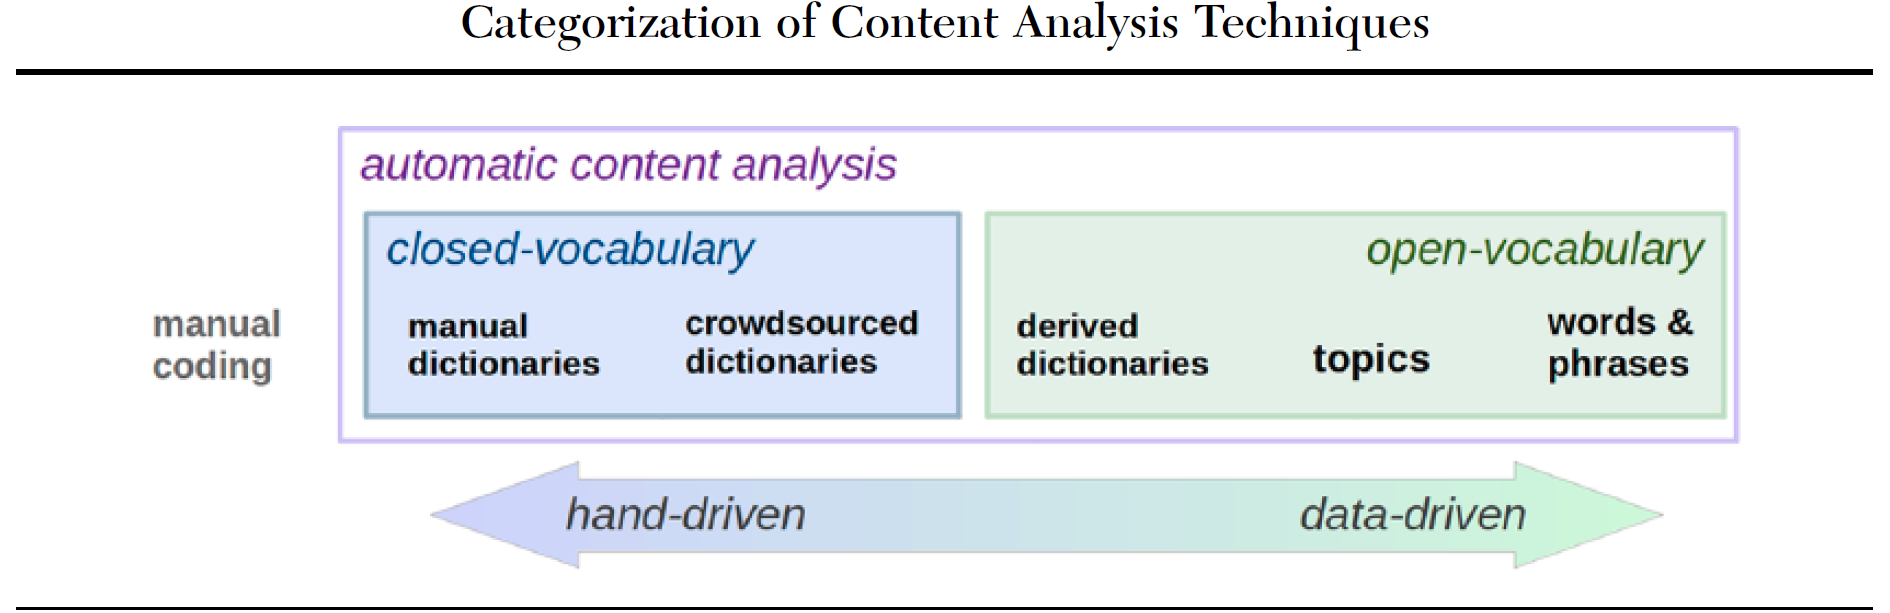 Categorization of Content Analysis Techniques
automatic content analysis
closed-vocabulary
open-vocabulary
manual
coding
manual
dictionaries
crowdsourced
dictionaries
derived
dictionaries
topics
words &
phrases
hand-driven
data-driven